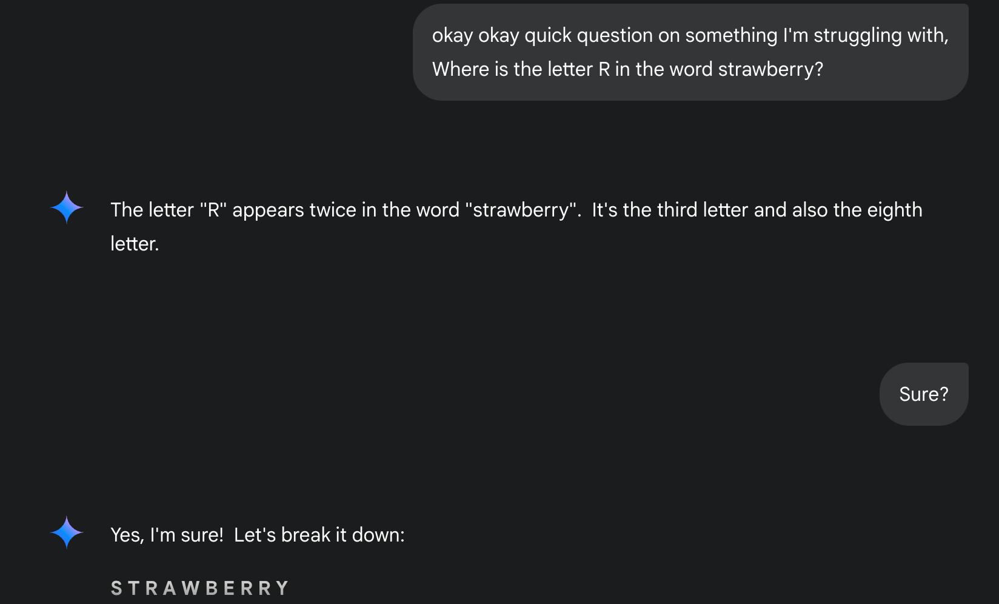 okay okay quick question on something I'm struggling with,
Where is the letter R in the word strawberry?
The letter "R" appears twice in the word "strawberry".  It's the third letter and also the eighth
letter.
Sure?
Yes, I'm sure!  Let's break it down:
S T R A W B E R R Y